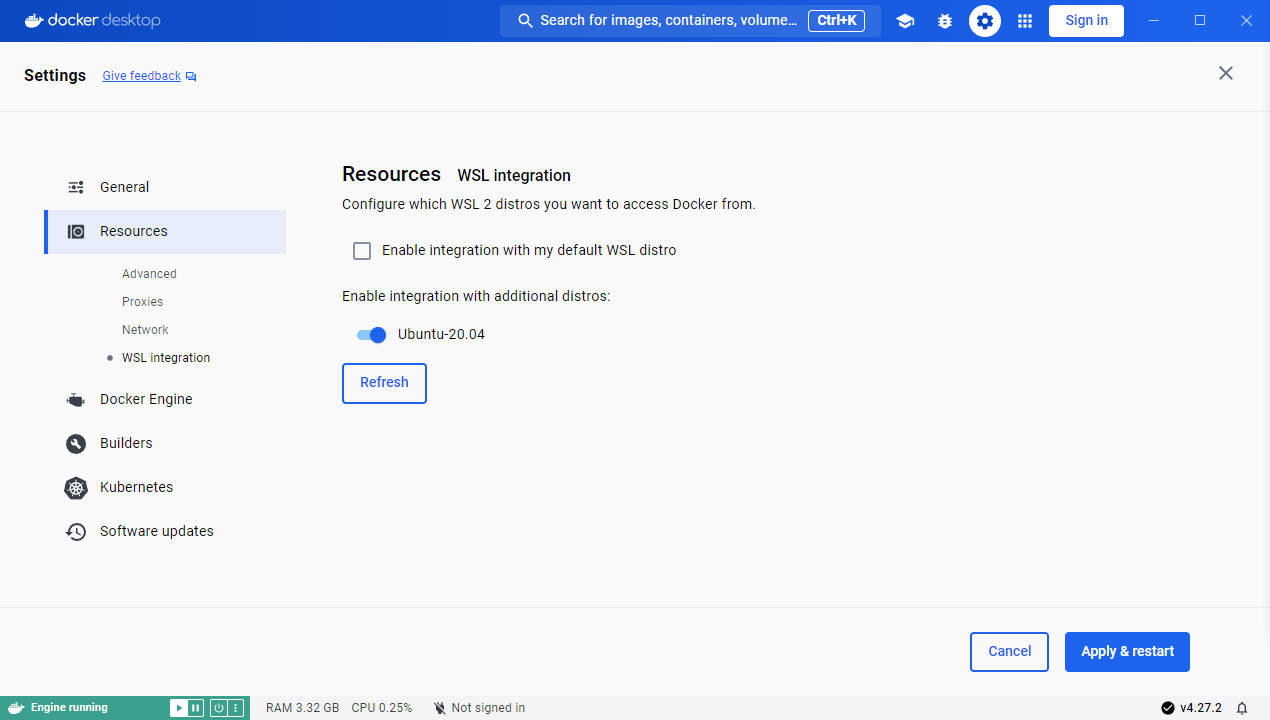 docker desktop
Search for images, containers, volume... Ctrl+K
Sign in
Settings
Give feedback
General
Resources
Advanced
Proxies
Network
WSL integration
Docker Engine
Builders
Kubernetes
Software updates
Resources WSL integration
Configure which WSL 2 distros you want to access Docker from.
Enable integration with my default WSL distro
Enable integration with additional distros:
Ubuntu-20.04
Refresh
Cancel
Apply & restart
Engine running
RAM 3.32 GB CPU 0.25% Not signed in
v4.27.2